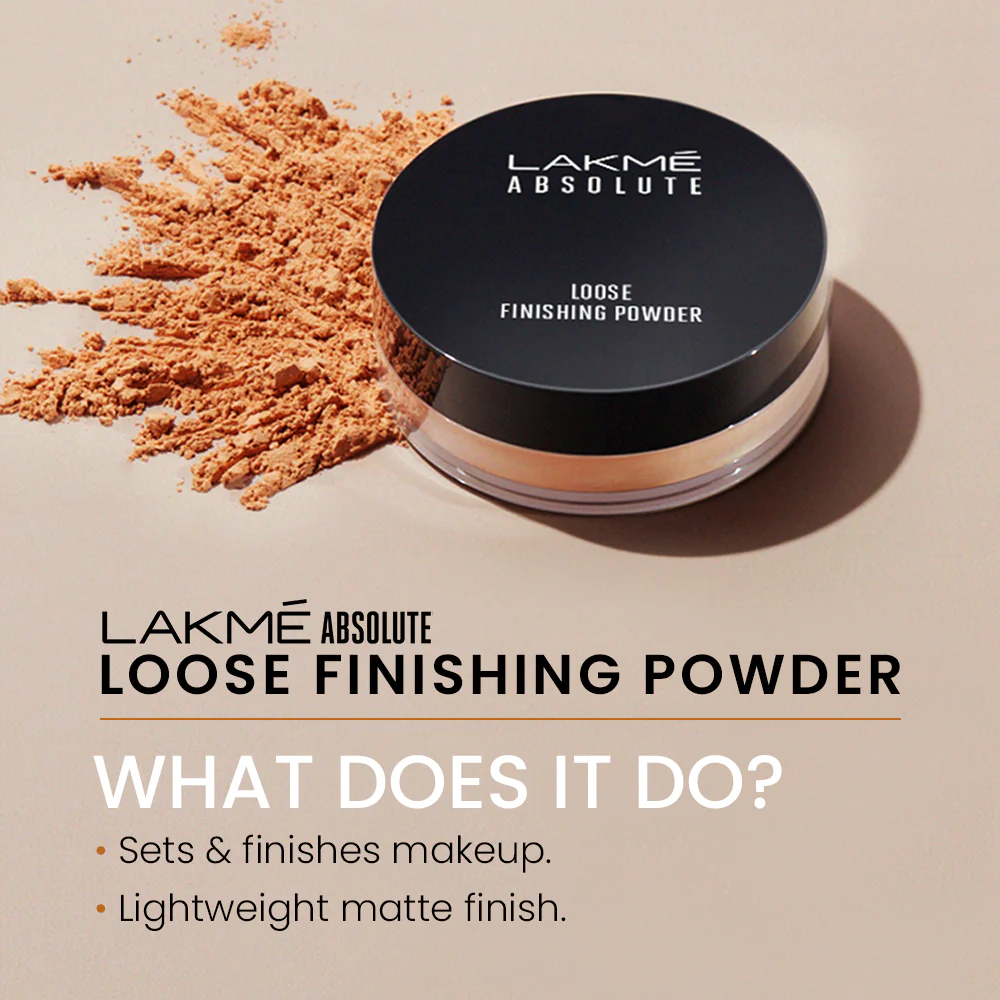 LAKMÉ
ABSOLUTE
LOOSE
FINISHING POWDER
LAKMÉ ABSOLUTE
LOOSE FINISHING POWDER
WHAT DOES IT DO?
• Sets & finishes makeup.
• Lightweight matte finish.